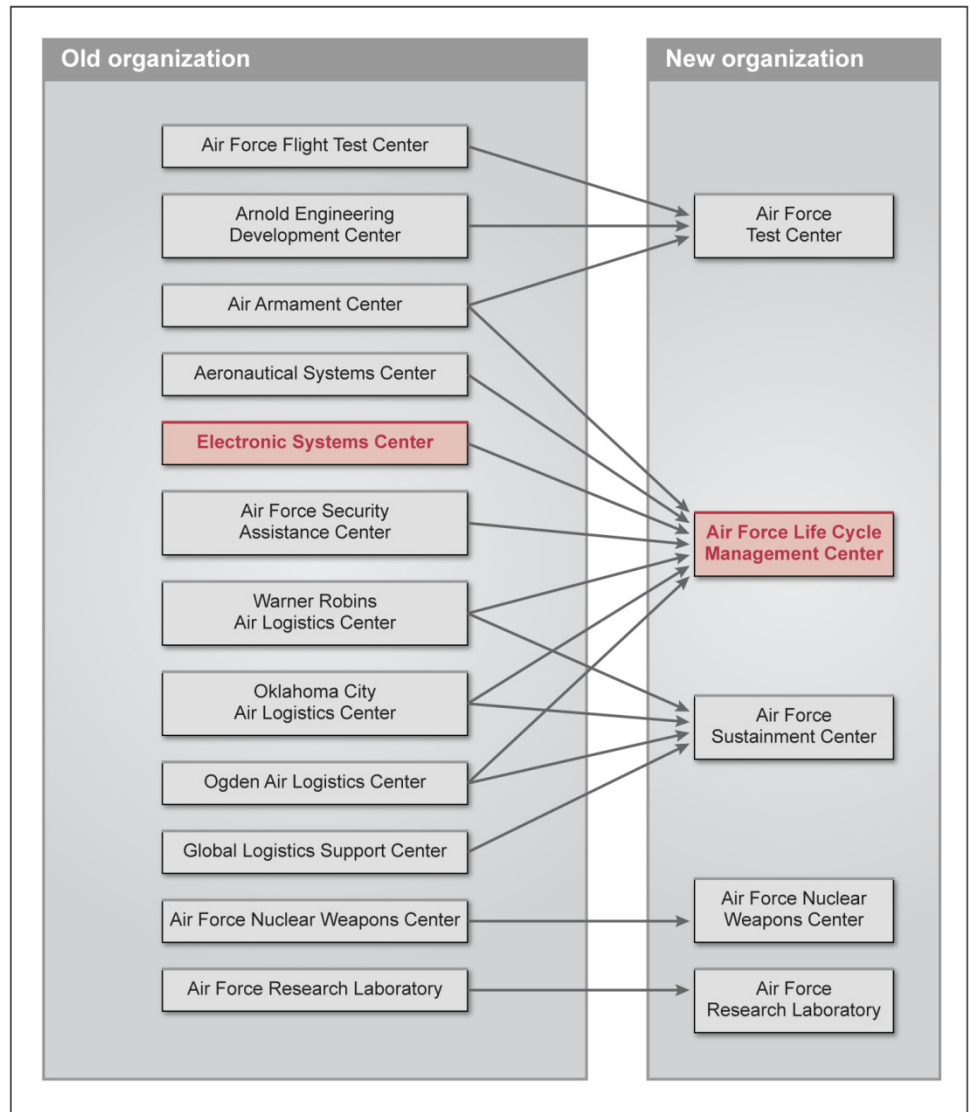 Old organization
Air Force Flight Test Center
Arnold Engineering
Development Center
Air Armament Center
Aeronautical Systems Center
Electronic Systems Center
Air Force Security
Assistance Center
Warner Robins
Air Logistics Center
Oklahoma City
Air Logistics Center
Ogden Air Logistics Center
Global Logistics Support Center
Air Force Nuclear Weapons Center
Air Force Research Laboratory
New organization
Air Force
Test Center
Air Force Life Cycle
Management Center
Air Force
Sustainment Center
Air Force Nuclear
Weapons Center
Air Force
Research Laboratory